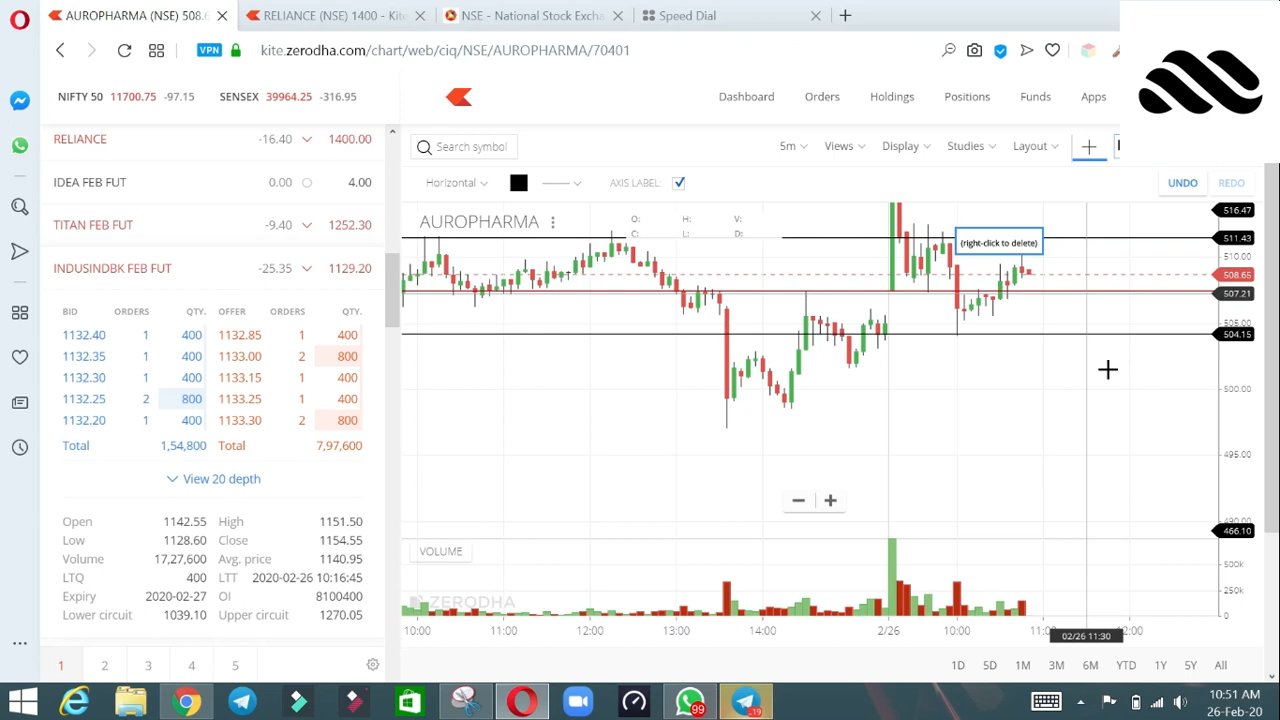 AUROPHARMA (NSE) 508.6
RELIANCE (NSE) 1400 - Kite
NSE - National Stock Excha
Speed Dial
VPN
kite.zerodha.com/chart/web/ciq/NSE/AUROPHARMA/70401
NIFTY 50 11700.75 -97.15 SENSEX 39964.25 -316.95
Dashboard Orders Holdings Positions Funds Apps
RELIANCE -16.40 1400.00
IDEA FEB FUT 0.00 4.00
TITAN FEB FUT -9.40 1252.30
INDUSINDBK FEB FUT -25.35 1129.20
BID ORDERS QTY. OFFER ORDERS QTY.
1132.40 1 400 1132.85 1 400
1132.35 1 400 1133.00 2 800
1132.30 1 400 1133.15 1 400
1132.25 2 800 1133.25 1 400
1132.20 1 400 1133.30 2 800
Total 1,54,800 Total 7,97,600
View 20 depth
Open 1142.55 High 1151.50
Low 1128.60 Close 1154.55
Volume 17,27,600 Avg. price 1140.95
LTQ 400 LTT 2020-02-26 10:16:45
Expiry 2020-02-27 OI 8100400
Lower circuit 1039.10 Upper circuit 1270.05
1 2 3 4 5
Search symbol
5m Views Display Studies Layout
Horizontal AXIS LABEL: UNDO REDO
AUROPHARMA
O: H: V:
C: L: D:
(right-click to delete)
516.47
511.43
510.00
508.65
507.21
505.00
504.15
500.00
495.00
490.00
466.10
VOLUME
500k
250k
0
ZERODHA
10:00 11:00 12:00 13:00 14:00 2/26 10:00 11:00 12:00
02/26 11:30
1D 5D 1M 3M 6M YTD 1Y 5Y All
99
-19
10:51 AM
26-Feb-20